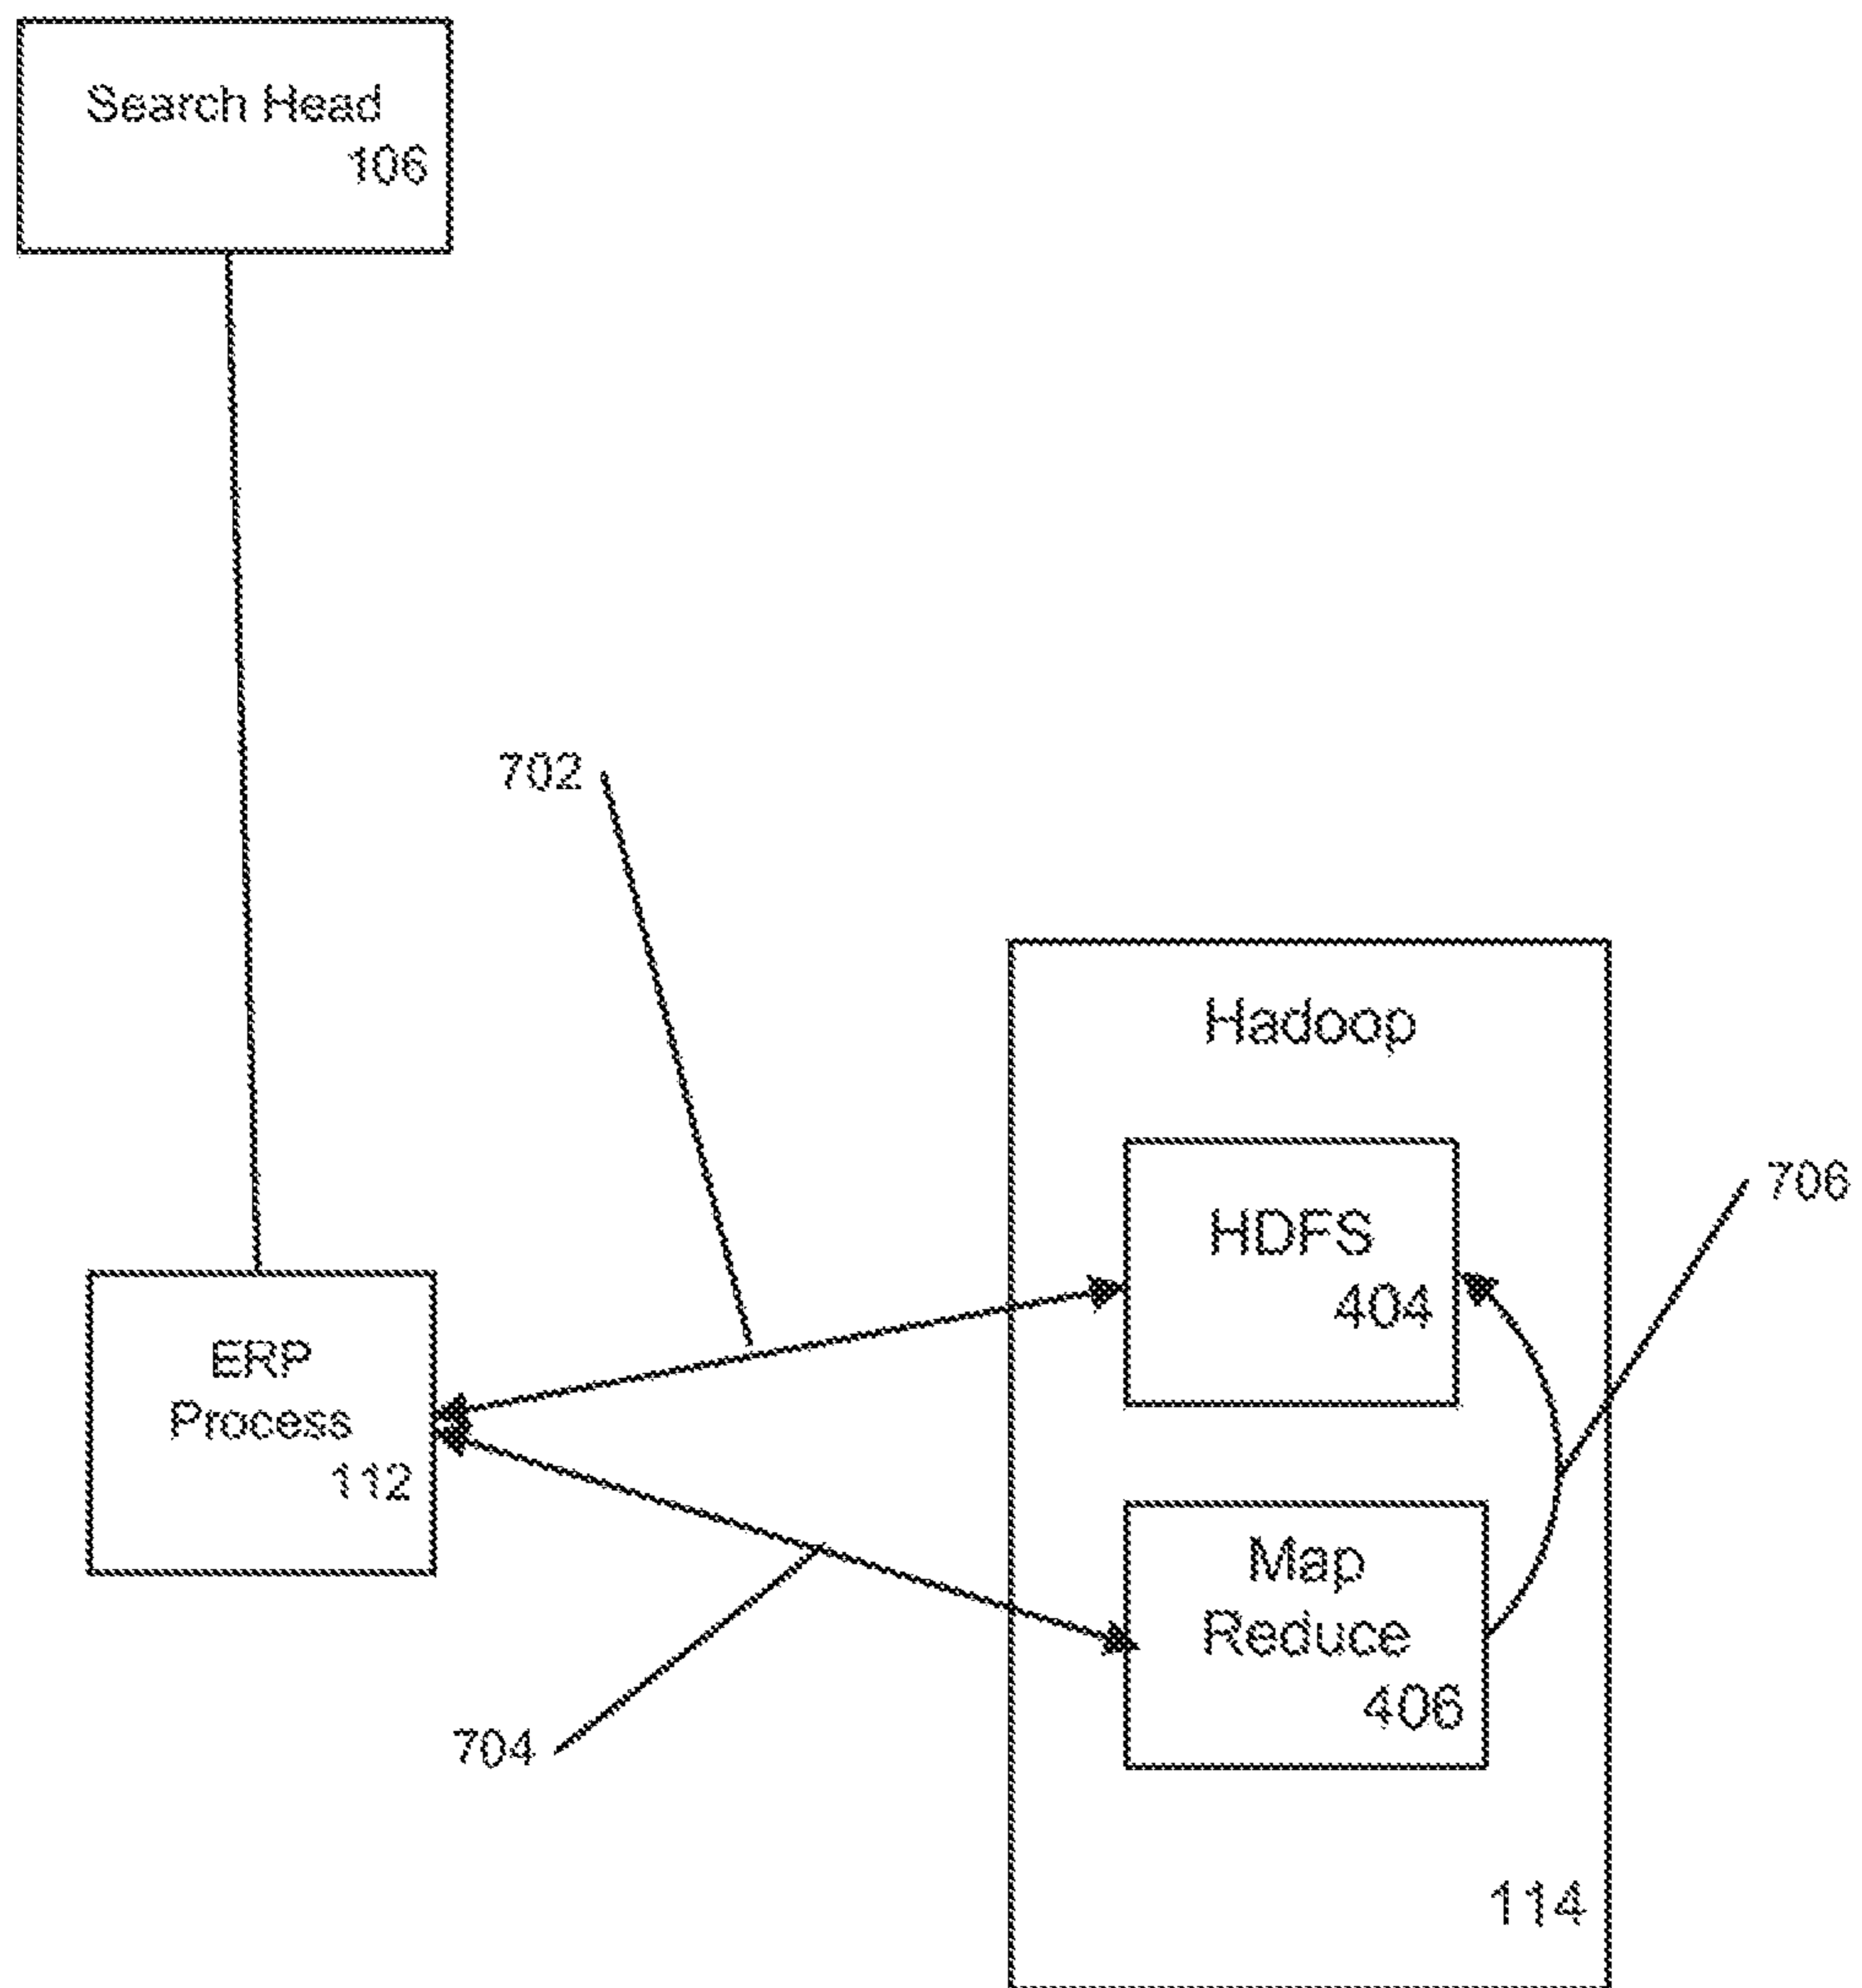 Search Head
106
702
Hadoop
706
HDFS
404
ERP
Process
112
Map
Reduce
406
704
114